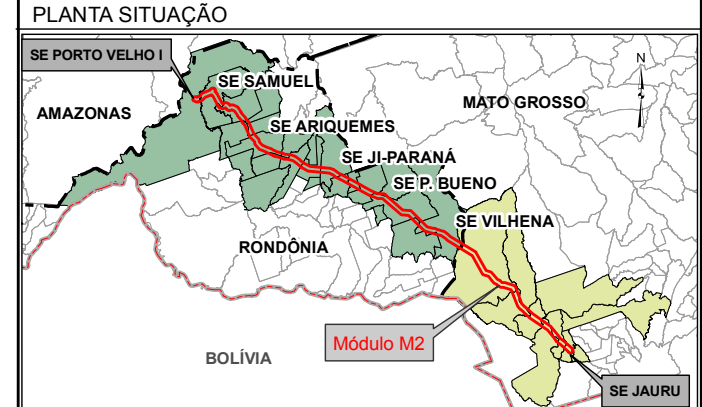 PLANTA SITUAÇÃO
SE PORTO VELHO I
SE SAMUEL
N
AMAZONAS
MATO GROSSO
SE ARIQUEMES
SE JI-PARANÁ
SE P. BUENO
SE VILHENA
RONDÔNIA
Módulo M2
BOLÍVIA
SE JAURU